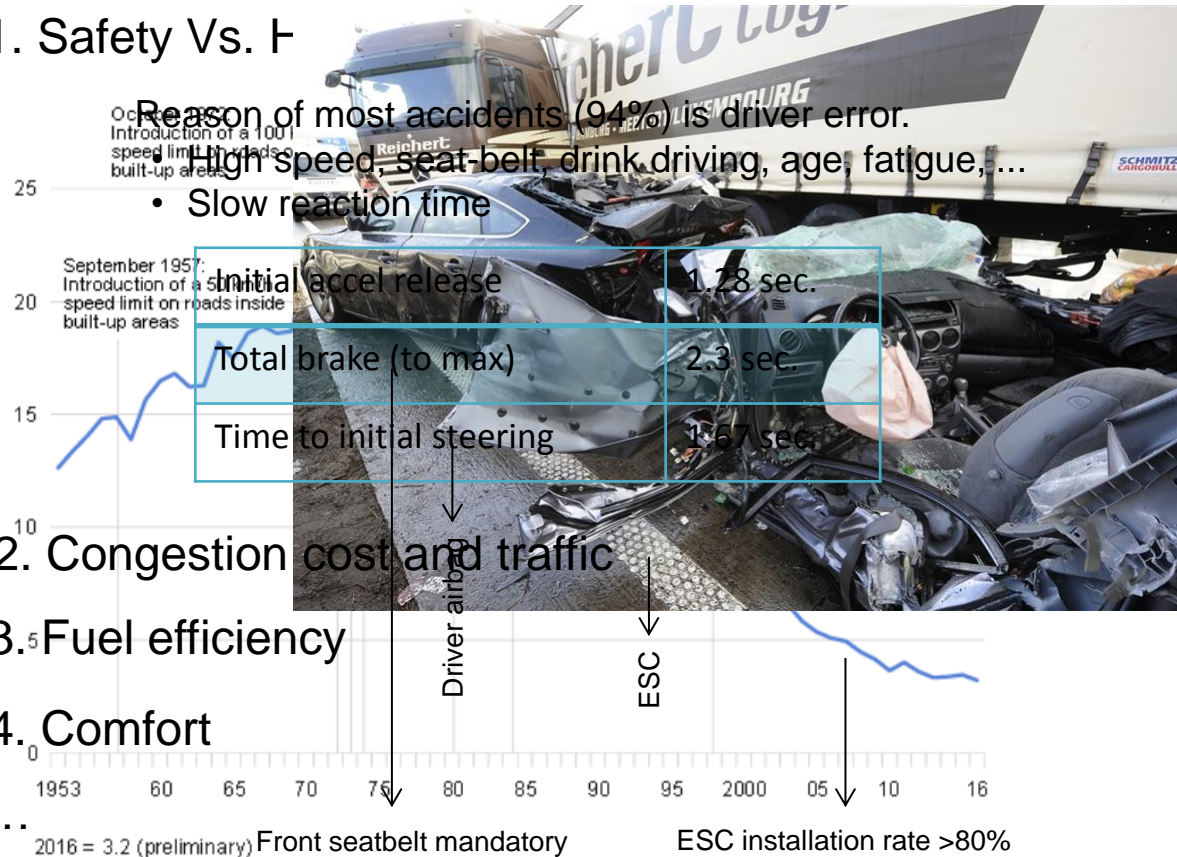 1. Safety Vs. H
cherc Log
LUXEMBOURG
Reichert
SCHMITZ
CARGOBULL
Reason of most accidents (94%) is driver error.
• High speed, seat-belt, drink driving, age, fatigue, ...
• Slow reaction time
Introduction of a 100
speed limit on roads o
built-up areas
September 1957:
Introduction of a 50 km/h
speed limit on roads inside
built-up areas
Initial accel release 1.28 sec.
Total brake (to max) 2.3 sec.
Time to initial steering 1.67 sec.
25
20
15
10
5
0
2. Congestion cost and traffic
3. Fuel efficiency
4. Comfort
...
Driver airbag
ESC
1953 60 65 70 75 80 85 90 95 2000 05 10 16
2016 = 3.2 (preliminary)
Front seatbelt mandatory
ESC installation rate >80%